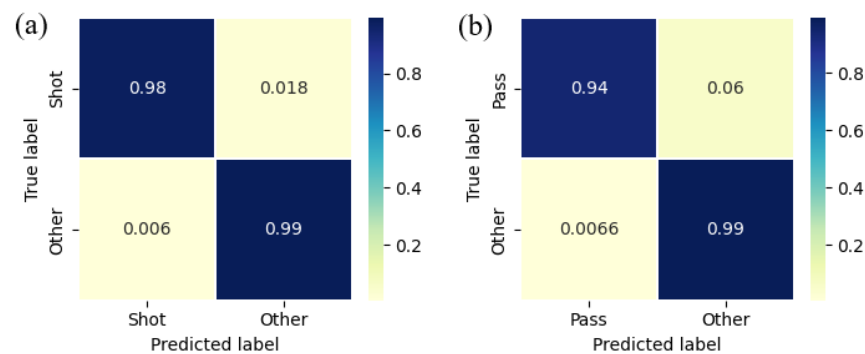 (a)
True label
Shot
Other
0.98
0.018
0.006
0.99
Shot
Other
Predicted label
0.8
0.6
0.4
0.2
(b)
True label
Pass
Other
0.94
0.06
0.0066
0.99
Pass
Other
Predicted label
0.8
0.6
0.4
0.2